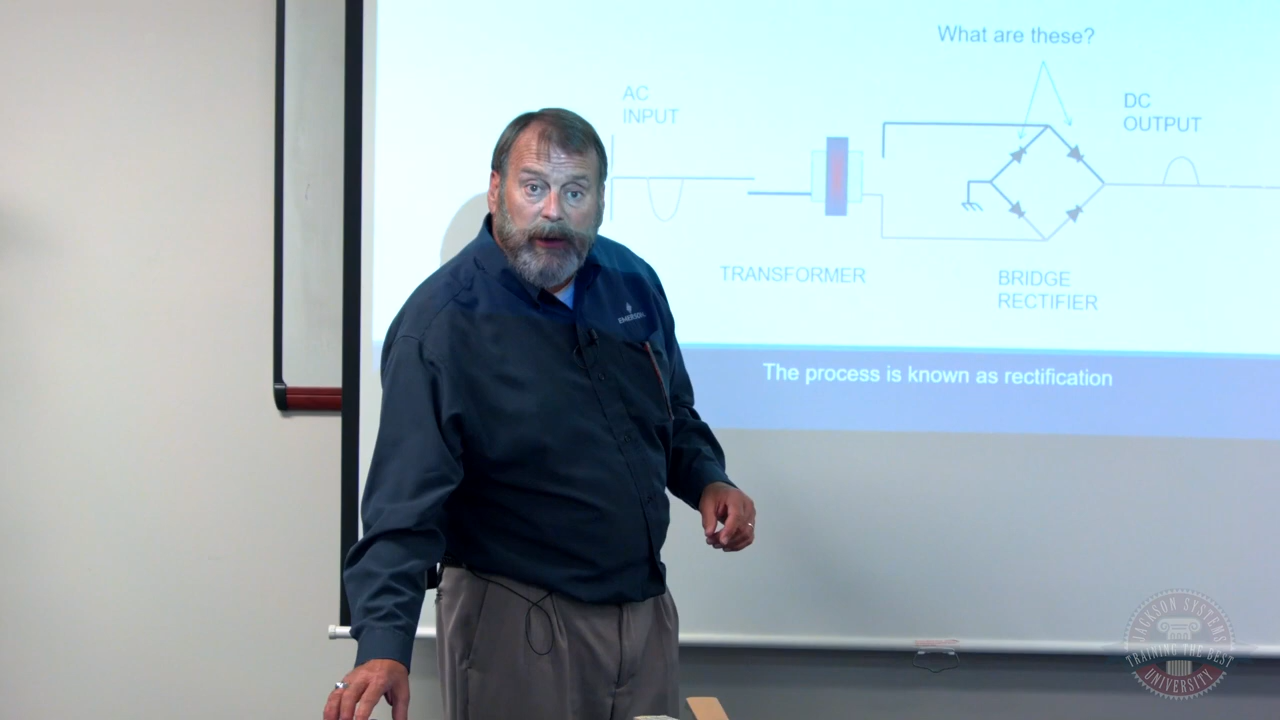 What are these?
AC
INPUT
DC
OUTPUT
TRANSFORMER
BRIDGE
RECTIFIER
The process is known as rectification
EMERSON
JACKSON SYSTEMS
TRAINING THE BEST
UNIVERSITY